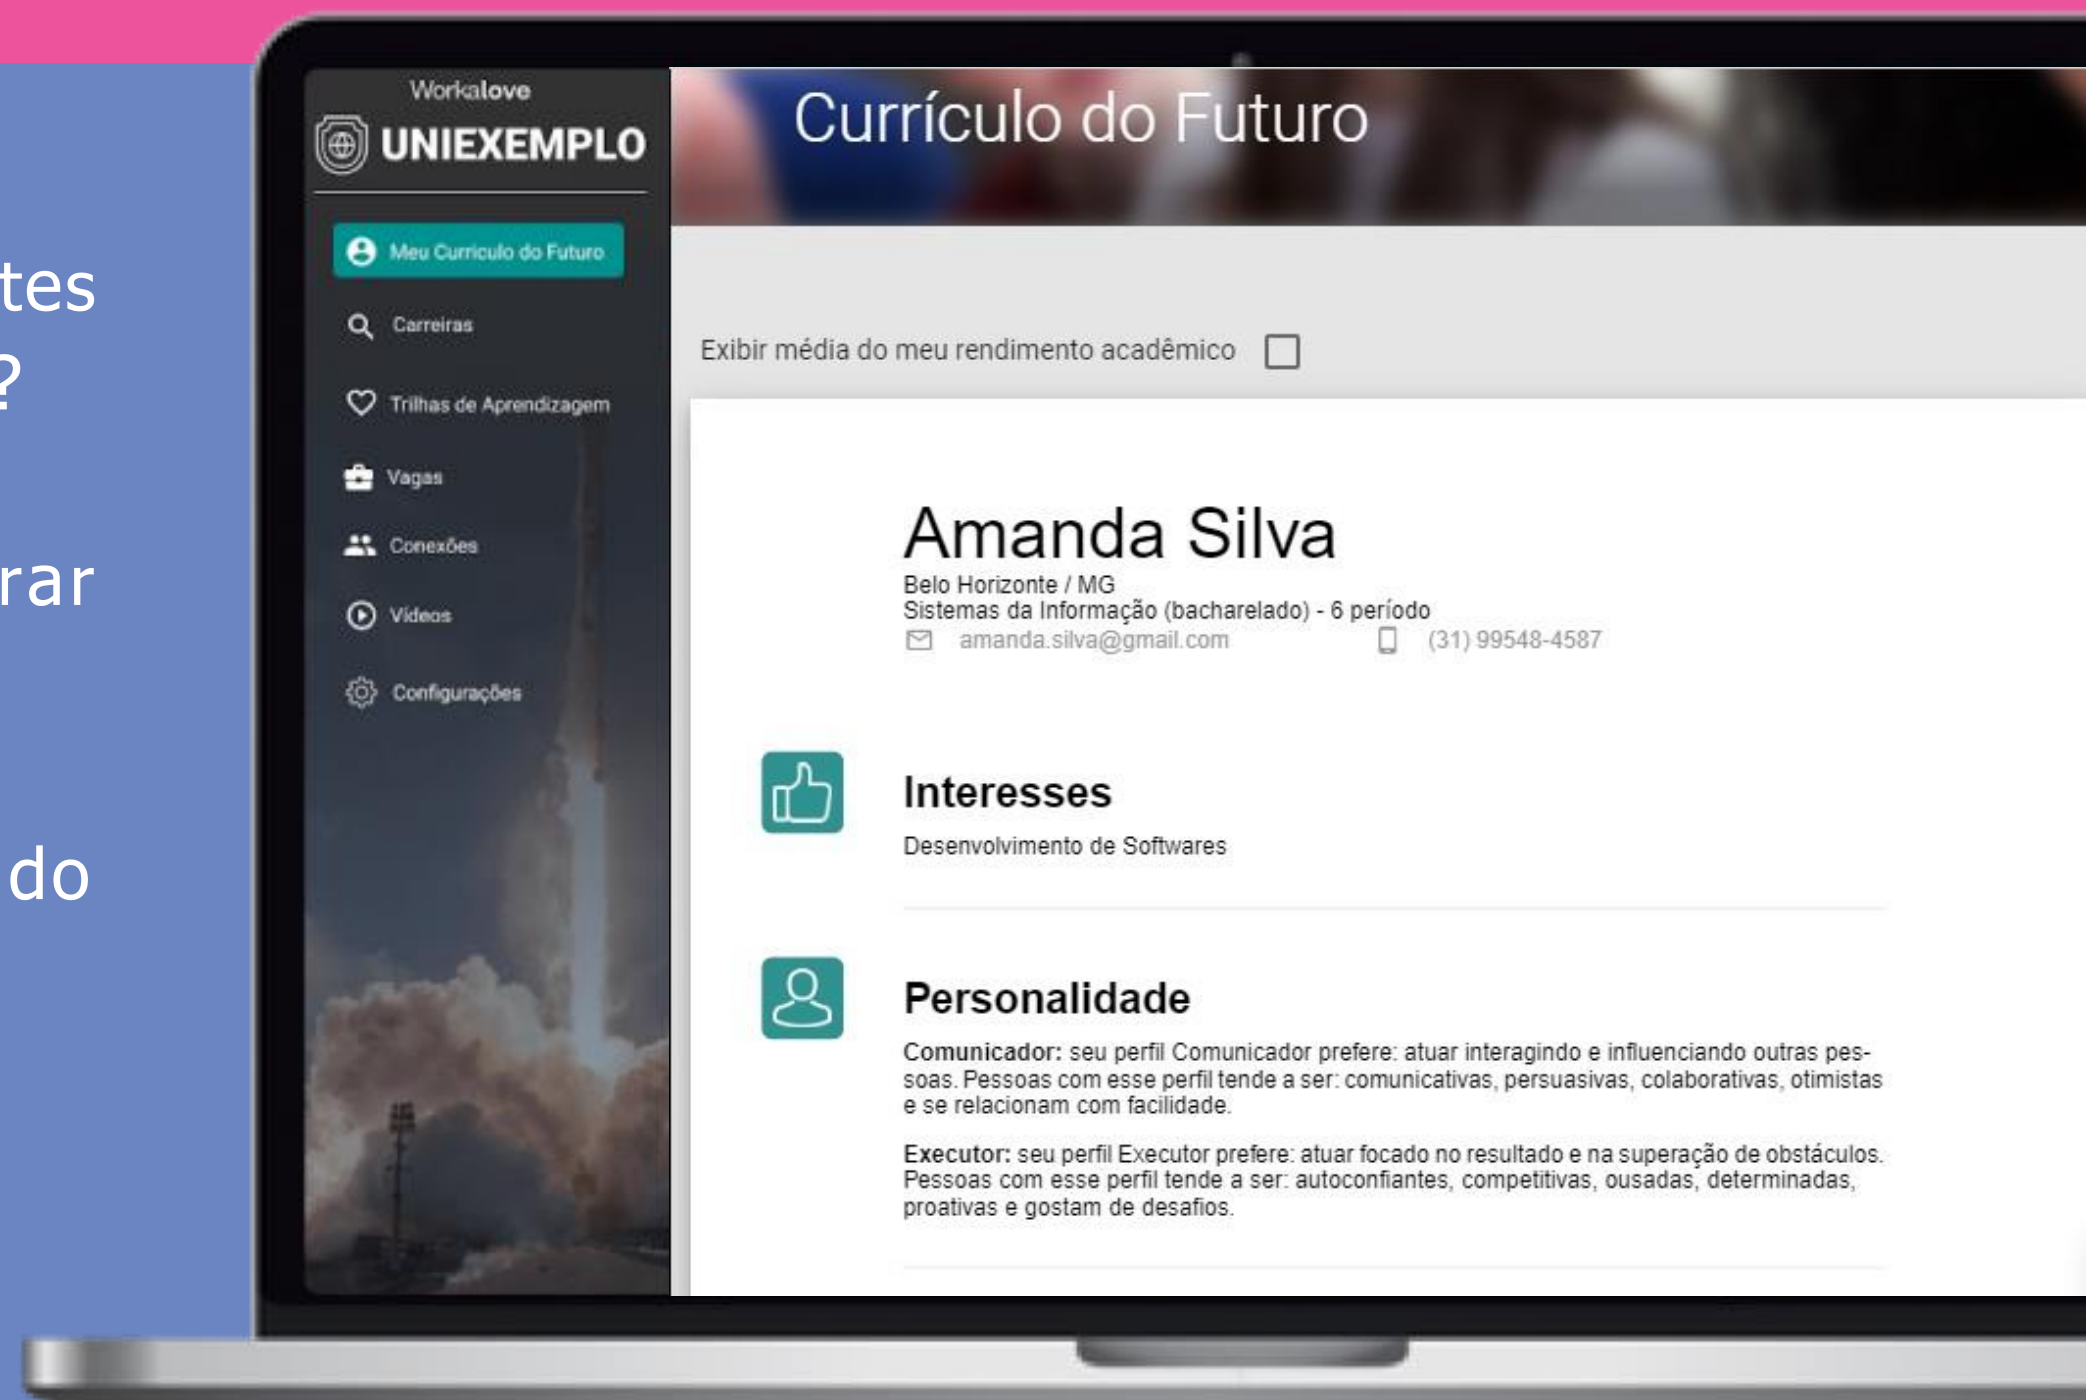 tes
?
rar
do
Workalove
UNIEXEMPLO
Meu Curriculo do Futuro
Carreiras
Trilhas de Aprendizagem
Vagas
Conexões
Vídeos
Configurações
Currículo do Futuro
Exibir média do meu rendimento acadêmico
Amanda Silva
Belo Horizonte / MG
Sistemas da Informação (bacharelado) - 6 período
amanda.silva@gmail.com (31) 99548-4587
Interesses
Desenvolvimento de Softwares
Personalidade
Comunicador: seu perfil Comunicador prefere: atuar interagindo e influenciando outras pes-
soas. Pessoas com esse perfil tende a ser: comunicativas, persuasivas, colaborativas, otimistas
e se relacionam com facilidade.
Executor: seu perfil Executor prefere: atuar focado no resultado e na superação de obstáculos.
Pessoas com esse perfil tende a ser: autoconfiantes, competitivas, ousadas, determinadas,
proativas e gostam de desafios.